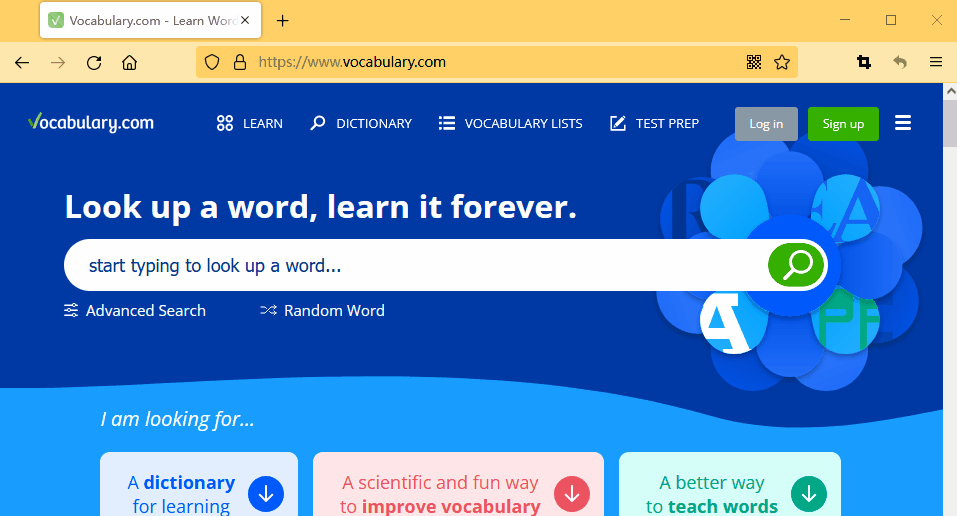 Vocabulary.com - Learn Word
https://www.vocabulary.com
Vocabulary.com
LEARN
DICTIONARY
VOCABULARY LISTS
TEST PREP
Log in
Sign up
Look up a word, learn it forever.
start typing to look up a word...
Advanced Search
Random Word
I am looking for...
A dictionary
for learning
A scientific and fun way
to improve vocabulary
A better way
to teach words